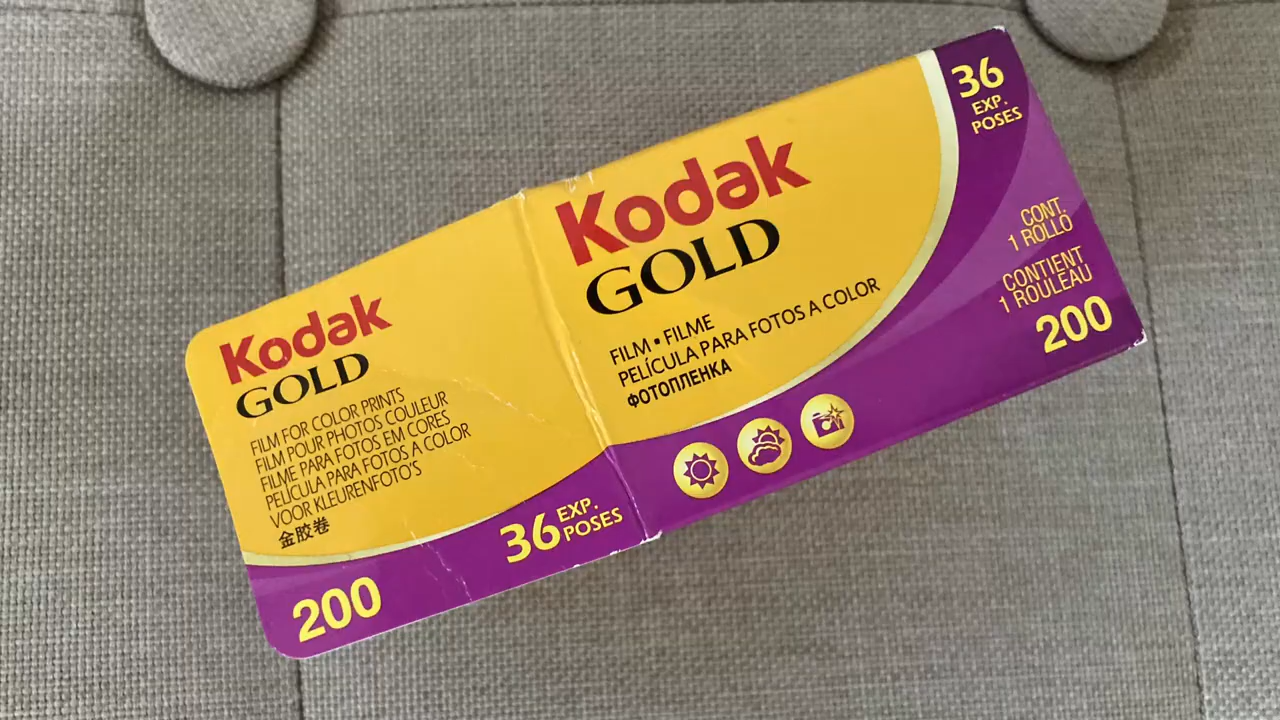 Kodak
GOLD
FILM FOR COLOR PRINTS
FILM POUR PHOTOS COULEUR
FILME PARA FOTOS EM CORES
PELÍCULA PARA FOTOS A COLOR
VOOR KLEURENFOTO'S
金胶卷
36 EXP.
POSES
200
Kodak
GOLD
FILM • FILME
PELÍCULA PARA FOTOS A COLOR
ФОТОПЛЕНКА
36
EXP.
POSES
CONT.
1 ROLLO
CONTIENT
1 ROULEAU
200